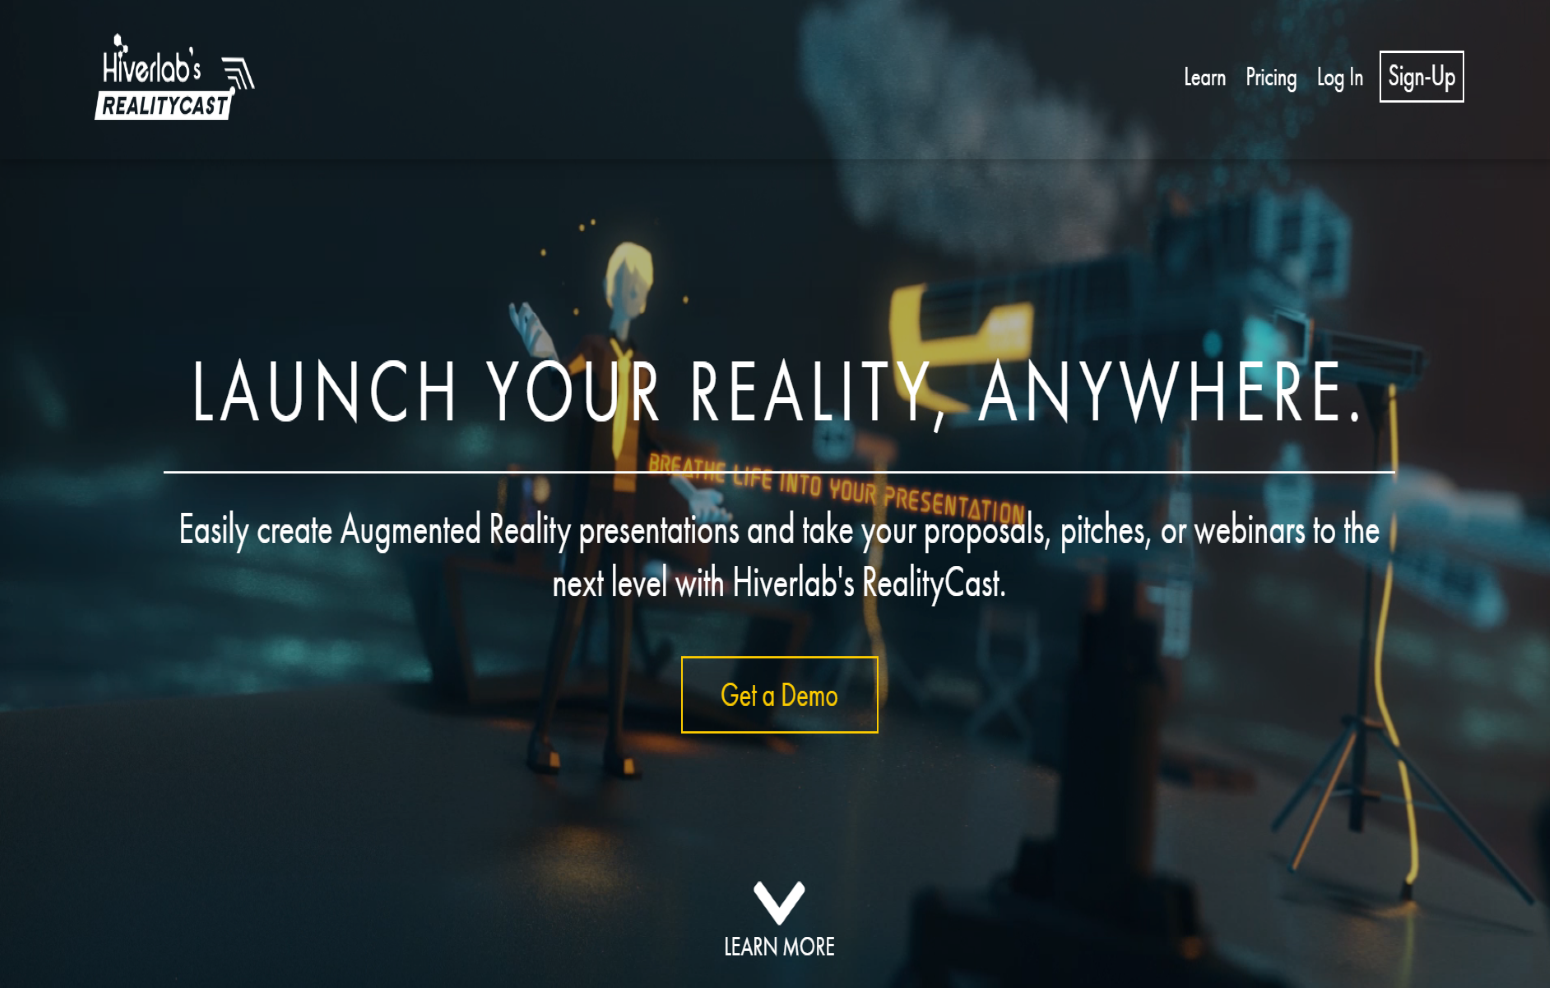 Hiverlab's
REALITYCAST
Learn Pricing Log In Sign-Up
LAUNCH YOUR REALITY, ANYWHERE.
BREATHE LIFE INTO YOUR PRESENTATION
Easily create Augmented Reality presentations and take your proposals, pitches, or webinars to the
next level with Hiverlab's RealityCast.
Get a Demo
LEARN MORE